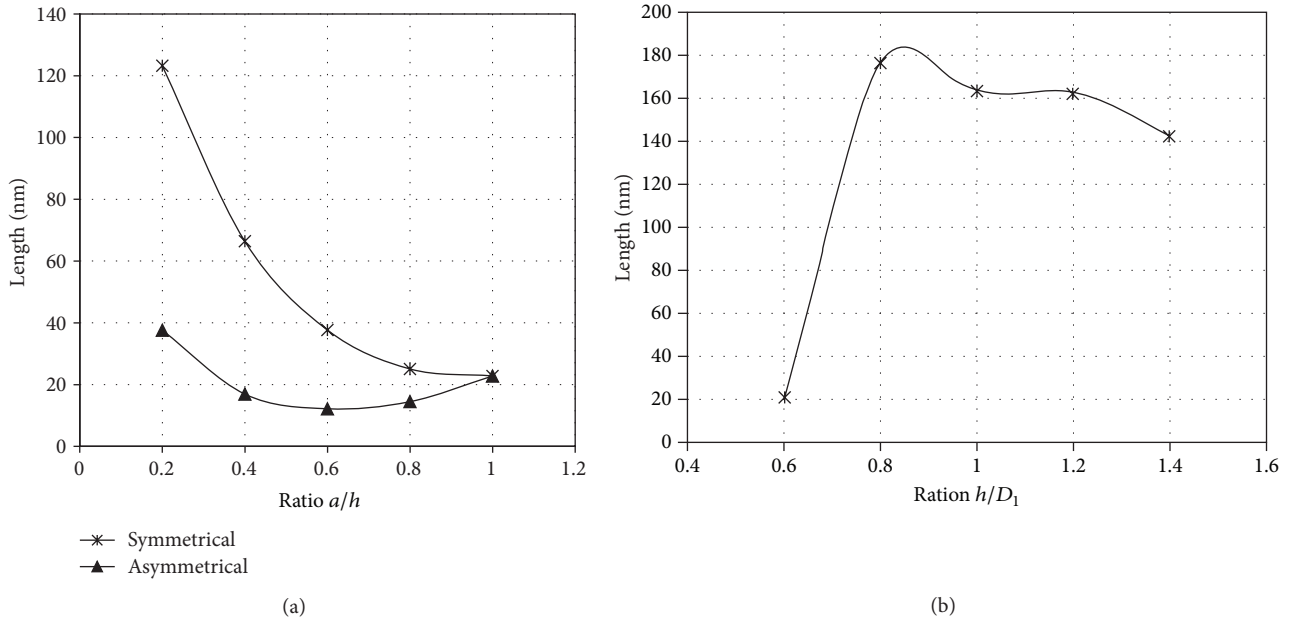 140
120
100
80
60
40
20
0
Length (nm)
0 0.2 0.4 0.6 0.8 1 1.2
Ratio a/h
Symmetrical
Asymmetrical
(a)
200
180
160
140
120
100
80
60
40
20
0
Length (nm)
0.4 0.6 0.8 1 1.2 1.4 1.6
Ration h/D₁
(b)